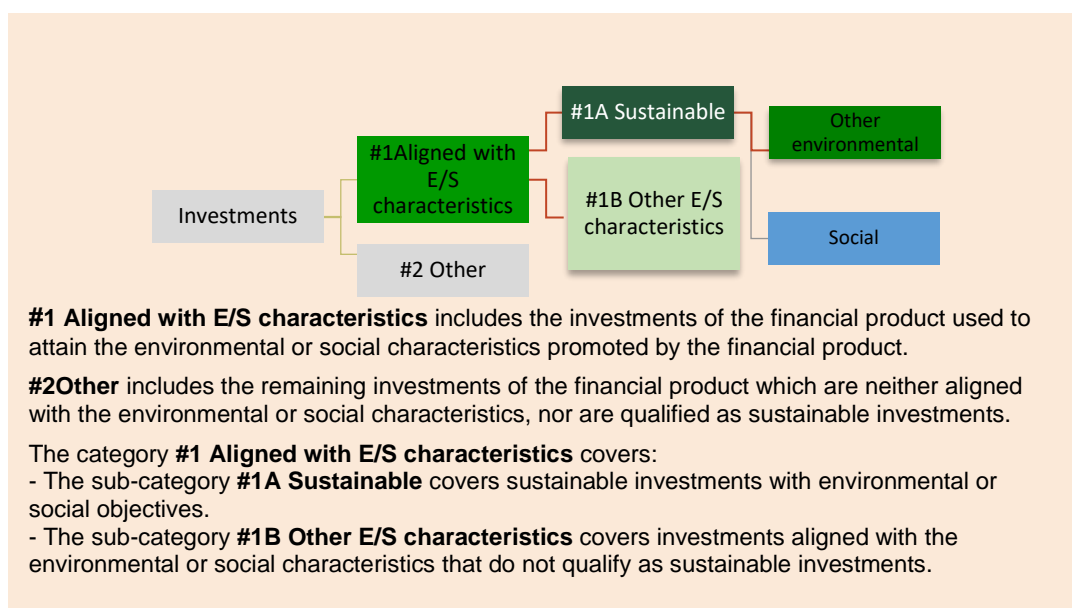 #1A Sustainable
Other
environmental
#1Aligned with
E/S
characteristics
#1B Other E/S
characteristics
Investments
Social
#2 Other
#1 Aligned with E/S characteristics includes the investments of the financial product used to
attain the environmental or social characteristics promoted by the financial product.
#2Other includes the remaining investments of the financial product which are neither aligned
with the environmental or social characteristics, nor are qualified as sustainable investments.
The category #1 Aligned with E/S characteristics covers:
- The sub-category #1A Sustainable covers sustainable investments with environmental or
social objectives.
- The sub-category #1B Other E/S characteristics covers investments aligned with the
environmental or social characteristics that do not qualify as sustainable investments.